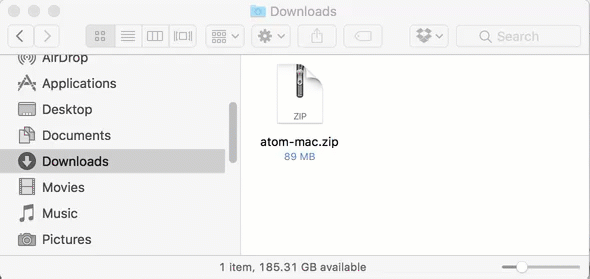 Downloads
Search
AirDrop
Applications
Desktop
Documents
Downloads
Movies
Music
Pictures
ZIP
atom-mac.zip
89 MB
1 item, 185.31 GB available